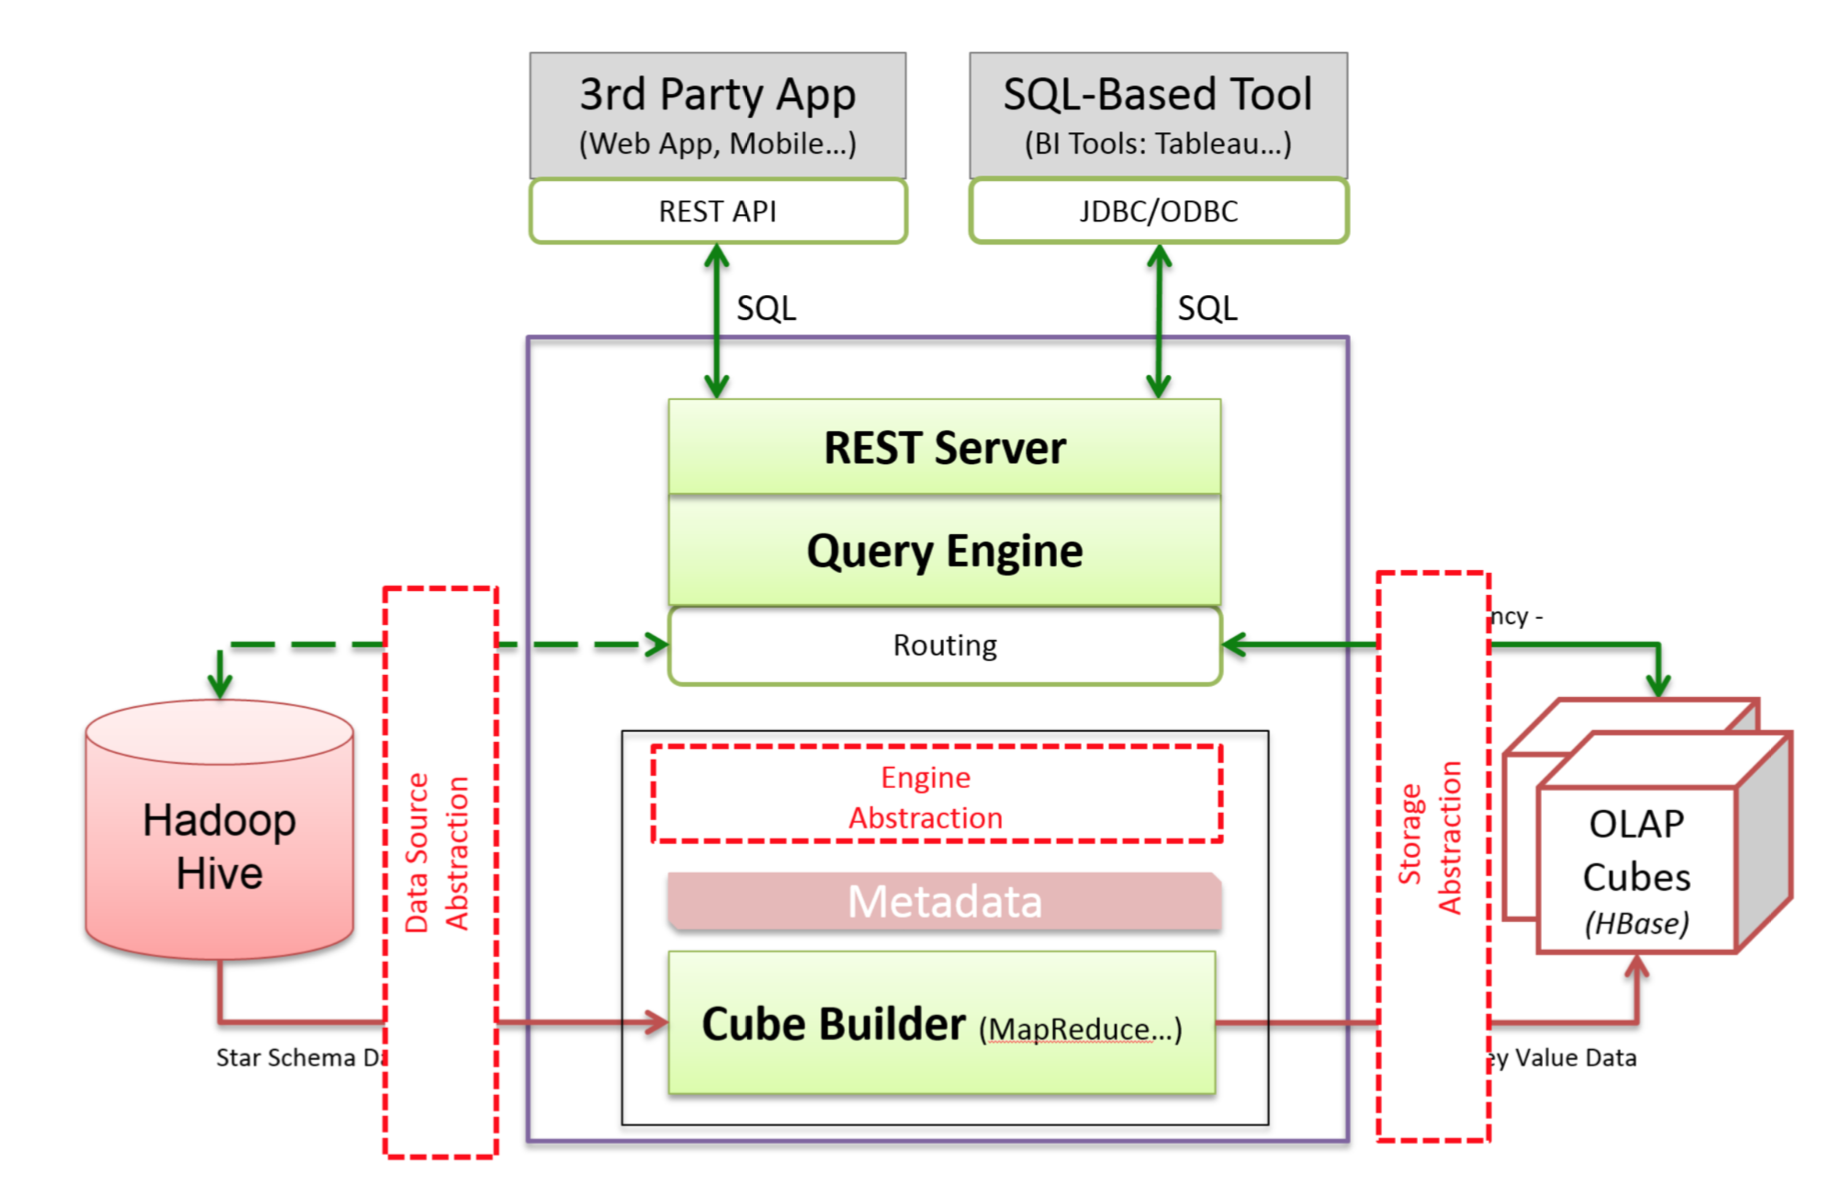 3rd Party App
(Web App, Mobile...)
REST API
SQL-Based Tool
(BI Tools: Tableau...)
JDBC/ODBC
SQL
SQL
REST Server
Query Engine
Routing
ncy -
Hadoop
Hive
Data Source
Abstraction
Engine
Abstraction
Metadata
Cube Builder (MapReduce...)
Storage
Abstraction
OLAP
Cubes
(HBase)
Star Schema Da
ey Value Data